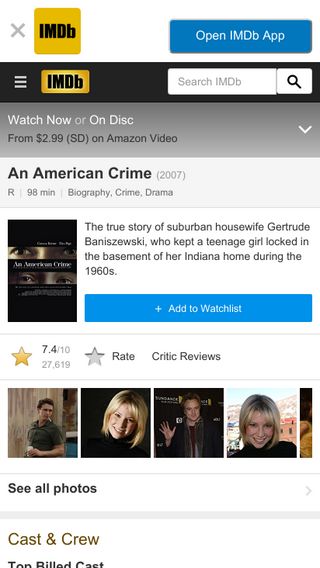 IMDb
Open IMDb App
IMDb
Search IMDb
Watch Now or On Disc
From $2.99 (SD) on Amazon Video
An American Crime (2007)
R | 98 min | Biography, Crime, Drama
An American Crime
The true story of suburban housewife Gertrude
Baniszewski, who kept a teenage girl locked in
the basement of her Indiana home during the
1960s.
+ Add to Watchlist
7.4/10
27,619
Rate
Critic Reviews
See all photos
Cast & Crew
Top Billed Cast